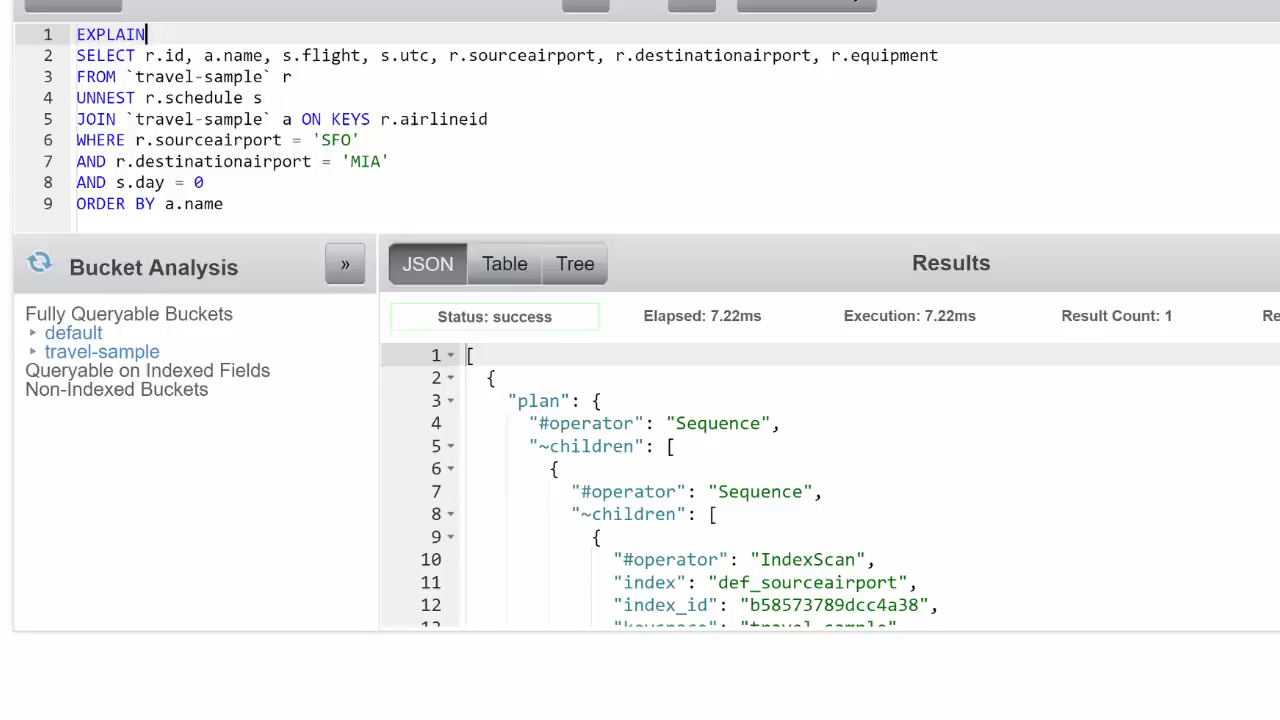 1 EXPLAIN
2 SELECT r.id, a.name, s.flight, s.utc, r.sourceairport, r.destinationairport, r.equipment
3 FROM `travel-sample` r
4 UNNEST r.schedule s
5 JOIN `travel-sample` a ON KEYS r.airlineid
6 WHERE r.sourceairport = 'SFO'
7 AND r.destinationairport = 'MIA'
8 AND s.day = 0
9 ORDER BY a.name
Bucket Analysis »
Fully Queryable Buckets
default
travel-sample
Queryable on Indexed Fields
Non-Indexed Buckets
JSON Table Tree Results
Status: success Elapsed: 7.22ms Execution: 7.22ms Result Count: 1 Re
1 [
2 {
3 "plan": {
4 "#operator": "Sequence",
5 "~children": [
6 {
7 "#operator": "Sequence",
8 "~children": [
9 {
10 "#operator": "IndexScan",
11 "index": "def_sourceairport",
12 "index_id": "b58573789dcc4a38",